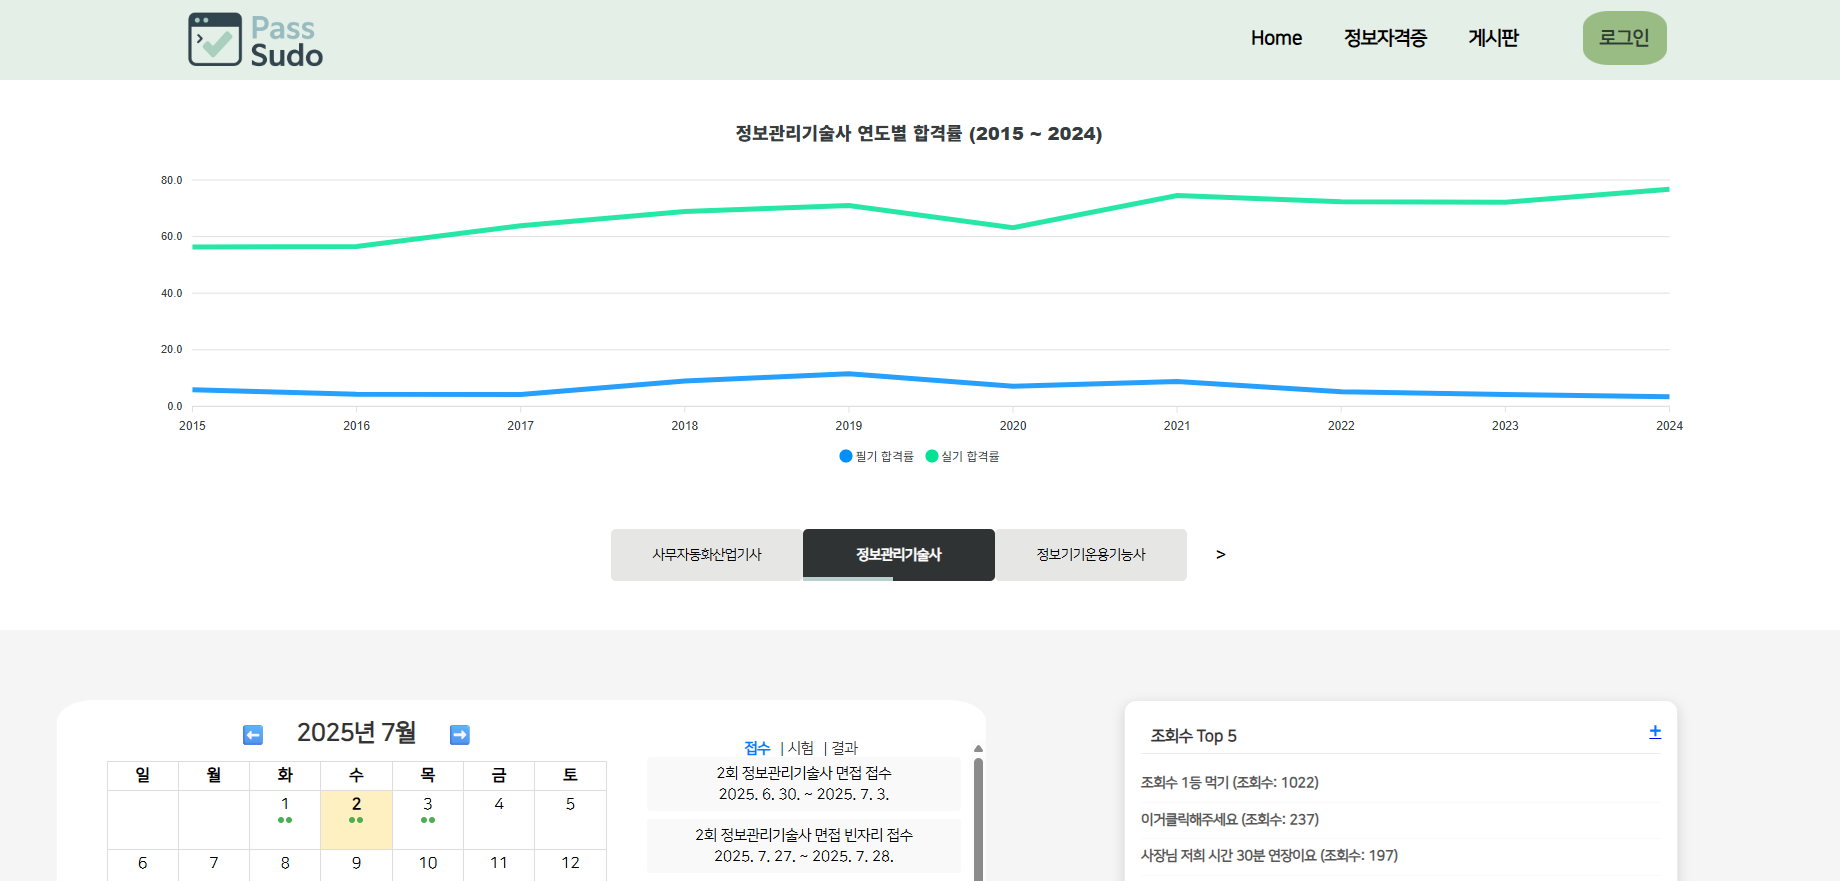 Pass
Sudo
Home 정보자격증 게시판 로그인
정보관리기술사 연도별 합격률 (2015 ~ 2024)
80.0
60.0
40.0
20.0
0.0
2015 2016 2017 2018 2019 2020 2021 2022 2023 2024
필기 합격률 실기 합격률
사무자동화산업기사 정보관리기술사 정보기기운용기능사 >
2025년 7월
일 월 화 수 목 금 토
1 2 3 4 5
6 7 8 9 10 11 12
접수 | 시험 | 결과
2회 정보관리기술사 면접 접수
2025. 6. 30. ~ 2025. 7. 3.
2회 정보관리기술사 면접 빈자리 접수
2025. 7. 27. ~ 2025. 7. 28.
조회수 Top 5 +
조회수 1등 먹기 (조회수: 1022)
이거클릭해주세요 (조회수: 237)
사장님 저희 시간 30분 연장이요 (조회수: 197)